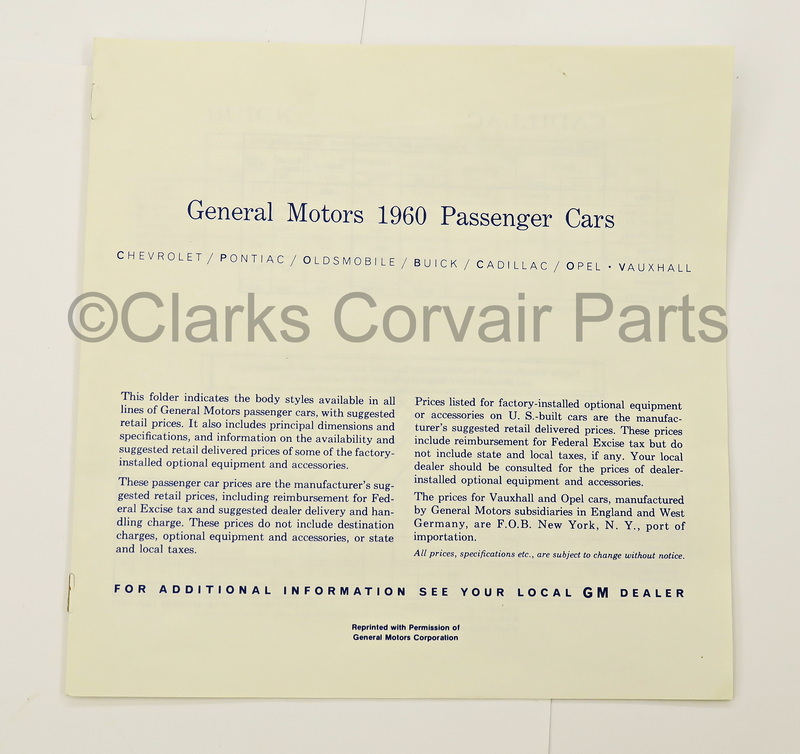 General Motors 1960 Passenger Cars
CHEVROLET / PONTIAC / OLDSMOBILE / BUICK / CADILLAC / OPEL • VAUXHALL
©Clarks Corvair Parts
This folder indicates the body styles available in all
lines of General Motors passenger cars, with suggested
retail prices. It also includes principal dimensions and
specifications, and information on the availability and
suggested retail delivered prices of some of the factory-
installed optional equipment and accessories.
These passenger car prices are the manufacturer's sug-
gested retail prices, including reimbursement for Fed-
eral Excise tax and suggested dealer delivery and han-
dling charge. These prices do not include destination
charges, optional equipment and accessories, or state
and local taxes.
Prices listed for factory-installed optional equipment
or accessories on U. S.-built cars are the manufac-
turer's suggested retail delivered prices. These prices
include reimbursement for Federal Excise tax but do
not include state and local taxes, if any. Your local
dealer should be consulted for the prices of dealer-
installed optional equipment and accessories.
The prices for Vauxhall and Opel cars, manufactured
by General Motors subsidiaries in England and West
Germany, are F.O.B. New York, N. Y., port of
importation.
All prices, specifications etc., are subject to change without notice.
FOR ADDITIONAL INFORMATION SEE YOUR LOCAL GM DEALER
Reprinted with Permission of
General Motors Corporation